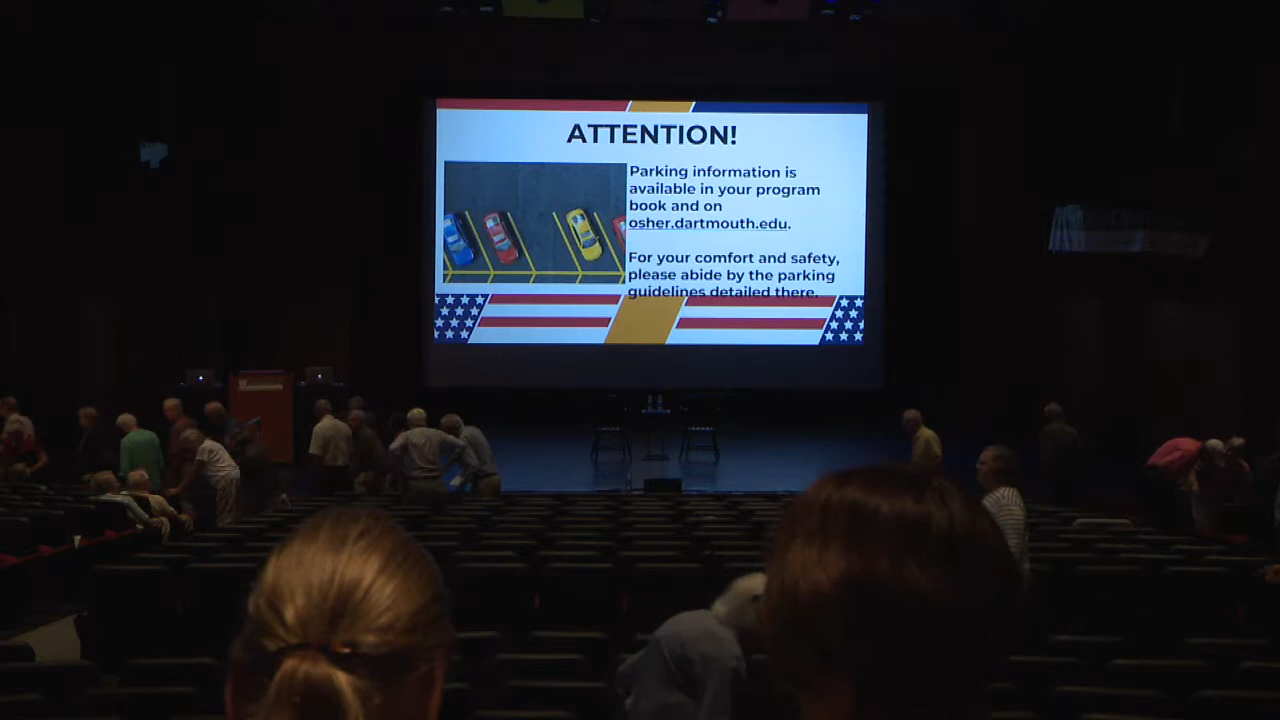 ATTENTION!
Parking information is
available in your program
book and on
osher.dartmouth.edu.
For your comfort and safety,
please abide by the parking
guidelines detailed there.